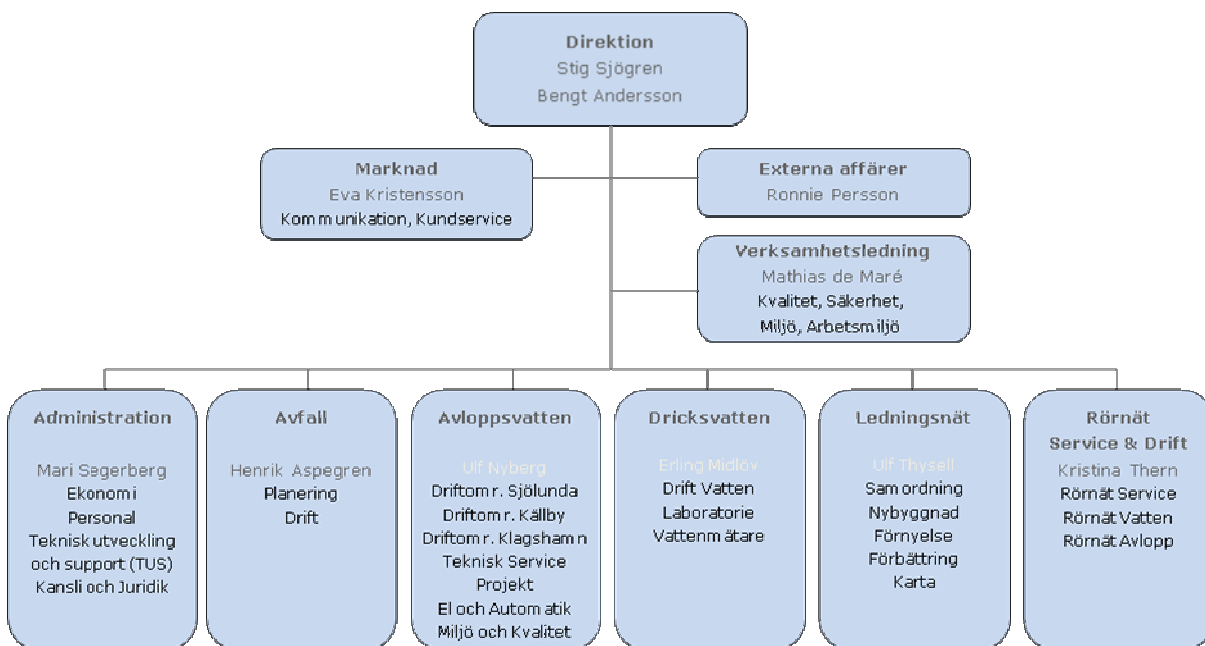 Direktion
Stig Sjögren
Bengt Andersson
Marknad
Eva Kristensson
Kommunikation, Kundservice
Externa affärer
Ronnie Persson
Verksamhetsledning
Mathias de Maré
Kvalitet, Säkerhet,
Miljö, Arbetsmiljö
Administration
Mari Segerberg
Ekonomi
Personal
Teknisk utveckling
och support (TUS)
Kansli och Juridik
Avfall
Henrik Aspegren
Planering
Drift
Avloppsvatten
Ulf Nyberg
Driftomr. Sjölunda
Driftomr. Källby
Driftomr. Klagshamn
Teknisk Service
Projekt
El och Automatik
Miljö och Kvalitet
Dricksvatten
Erling Midlöv
Drift Vatten
Laboratorie
Vattenmätare
Ledningsnät
Ulf Thysell
Samordning
Nybyggnad
Förnyelse
Förbättring
Karta
Rörnät
Service & Drift
Kristina Thern
Rörnät Service
Rörnät Vatten
Rörnät Avlopp